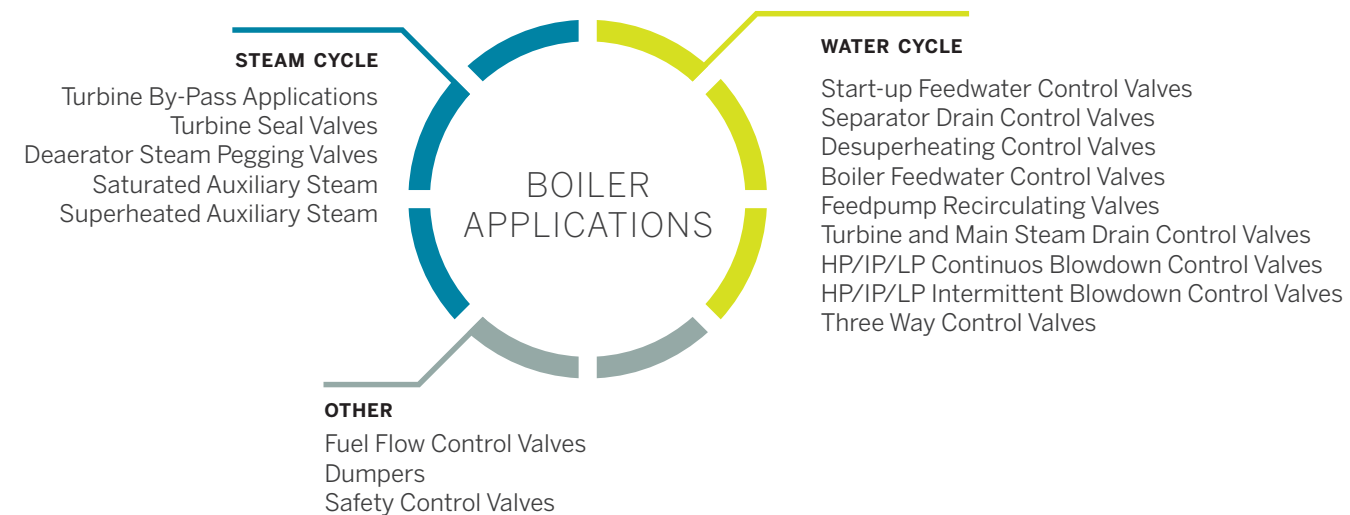 STEAM CYCLE
Turbine By-Pass Applications
Turbine Seal Valves
Deaerator Steam Pegging Valves
Saturated Auxiliary Steam
Superheated Auxiliary Steam
BOILER
APPLICATIONS
WATER CYCLE
Start-up Feedwater Control Valves
Separator Drain Control Valves
Desuperheating Control Valves
Boiler Feedwater Control Valves
Feedpump Recirculating Valves
Turbine and Main Steam Drain Control Valves
HP/IP/LP Continuos Blowdown Control Valves
HP/IP/LP Intermittent Blowdown Control Valves
Three Way Control Valves
OTHER
Fuel Flow Control Valves
Dumpers
Safety Control Valves